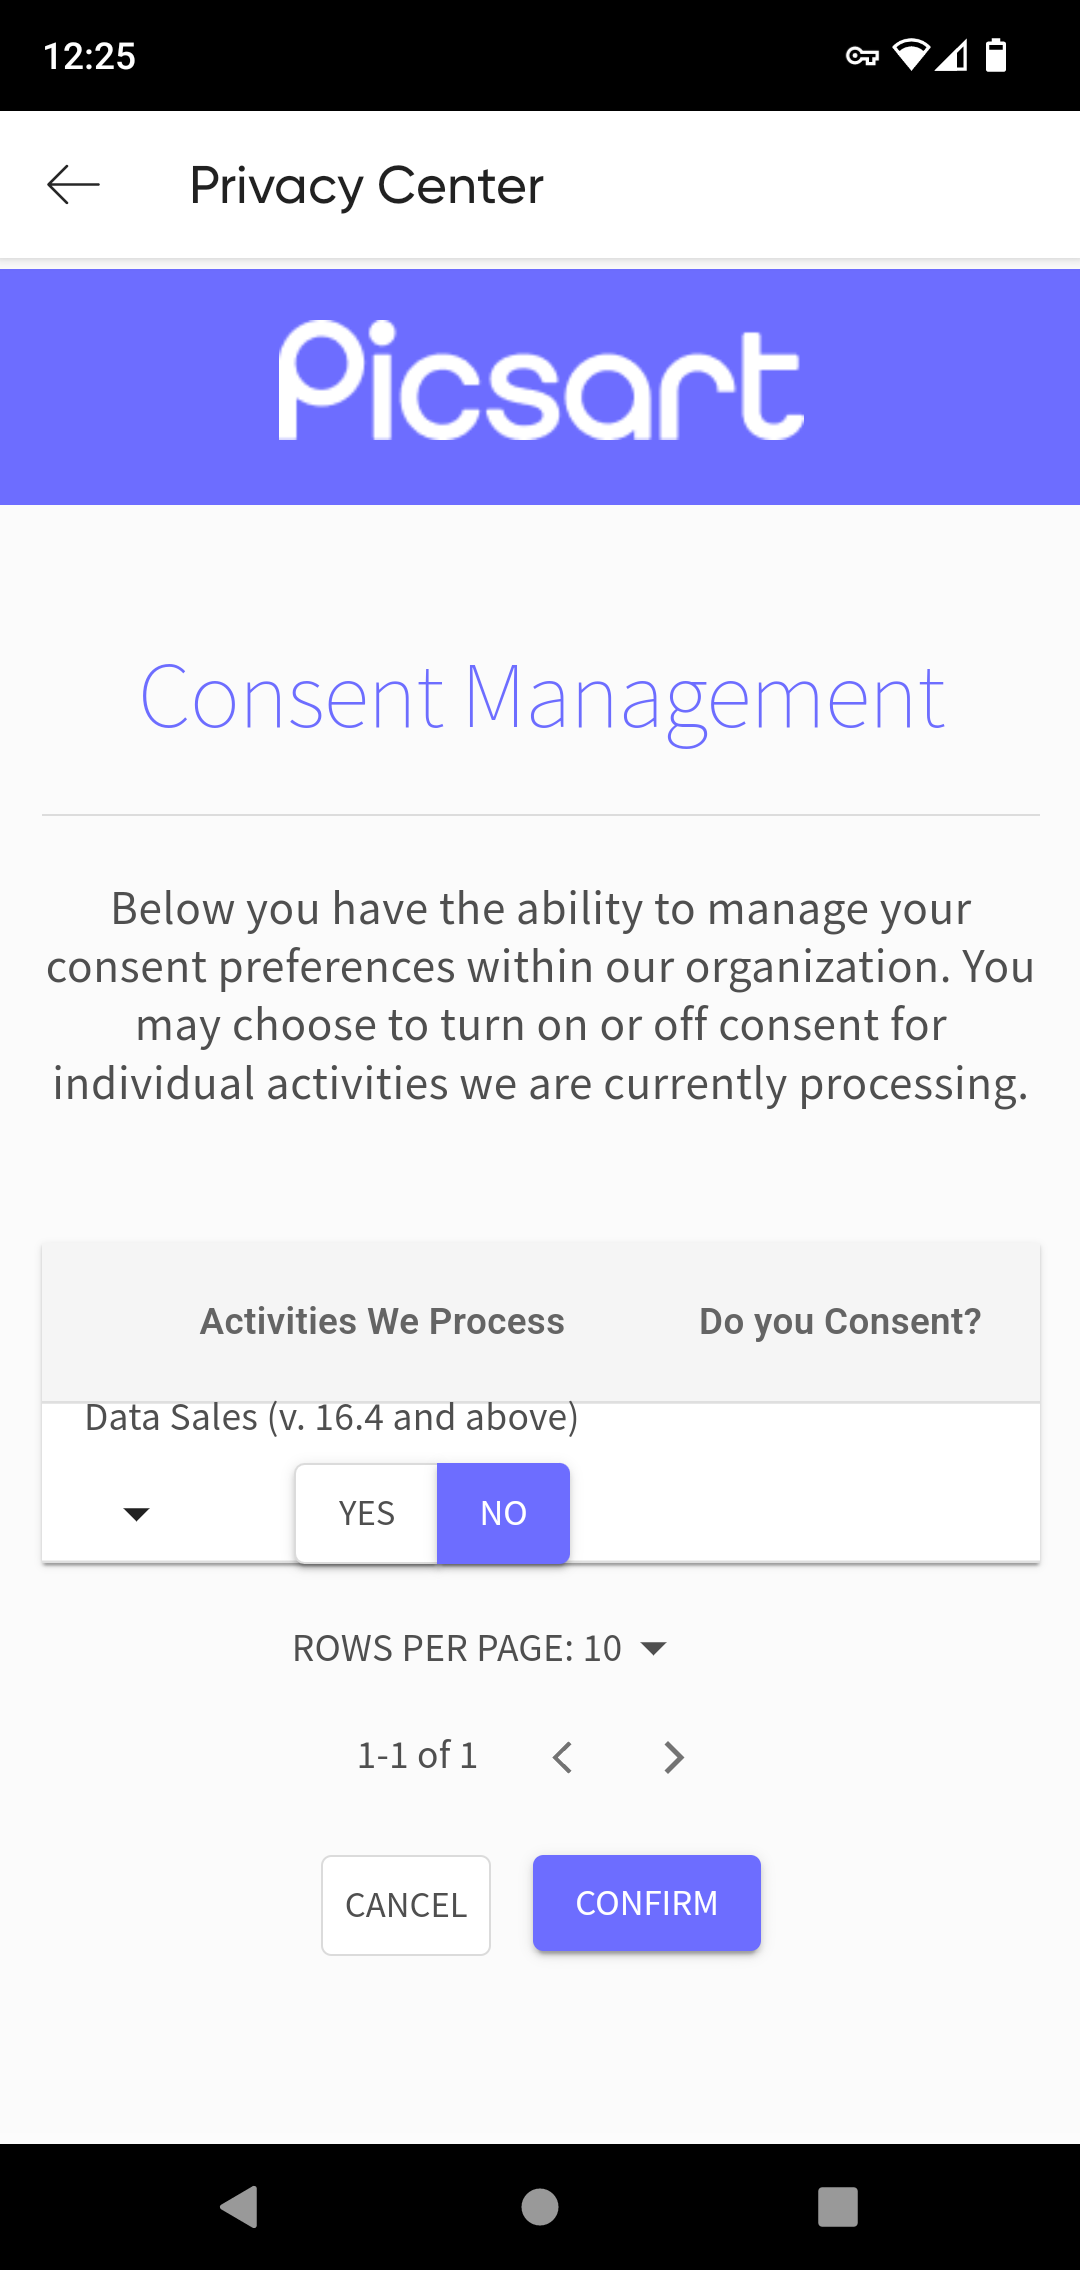 12:25
Privacy Center
Picsart
Consent Management
Below you have the ability to manage your
consent preferences within our organization. You
may choose to turn on or off consent for
individual activities we are currently processing.
Activities We Process
Do you Consent?
Data Sales (v. 16.4 and above)
YES
NO
ROWS PER PAGE: 10
1-1 of 1
CANCEL
CONFIRM